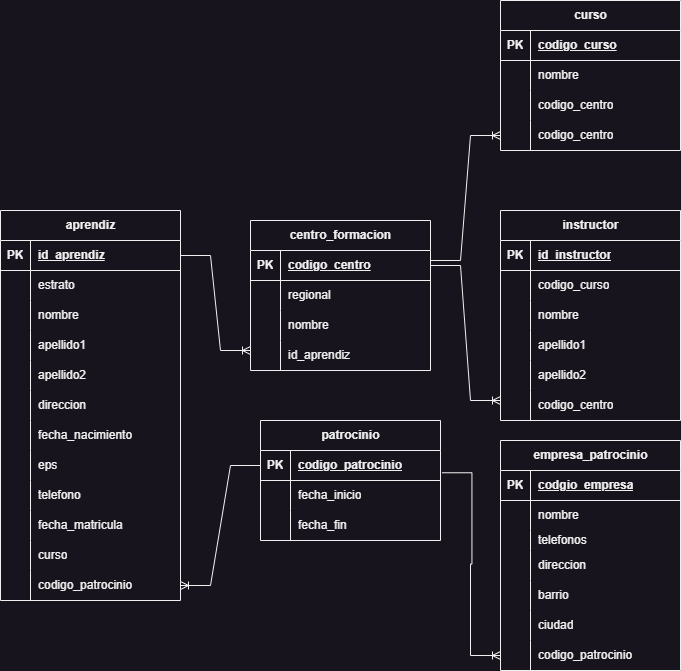 curso
PK codigo_curso
nombre
codigo_centro
codigo_centro
aprendiz
PK id_aprendiz
estrato
nombre
apellido1
apellido2
direccion
fecha_nacimiento
eps
telefono
fecha_matricula
curso
codigo_patrocinio
centro_formacion
PK codigo_centro
regional
nombre
id_aprendiz
instructor
PK id_instructor
codigo_curso
nombre
apellido1
apellido2
codigo_centro
patrocinio
PK codigo_patrocinio
fecha_inicio
fecha_fin
empresa_patrocinio
PK codgio_empresa
nombre
telefonos
direccion
barrio
ciudad
codigo_patrocinio